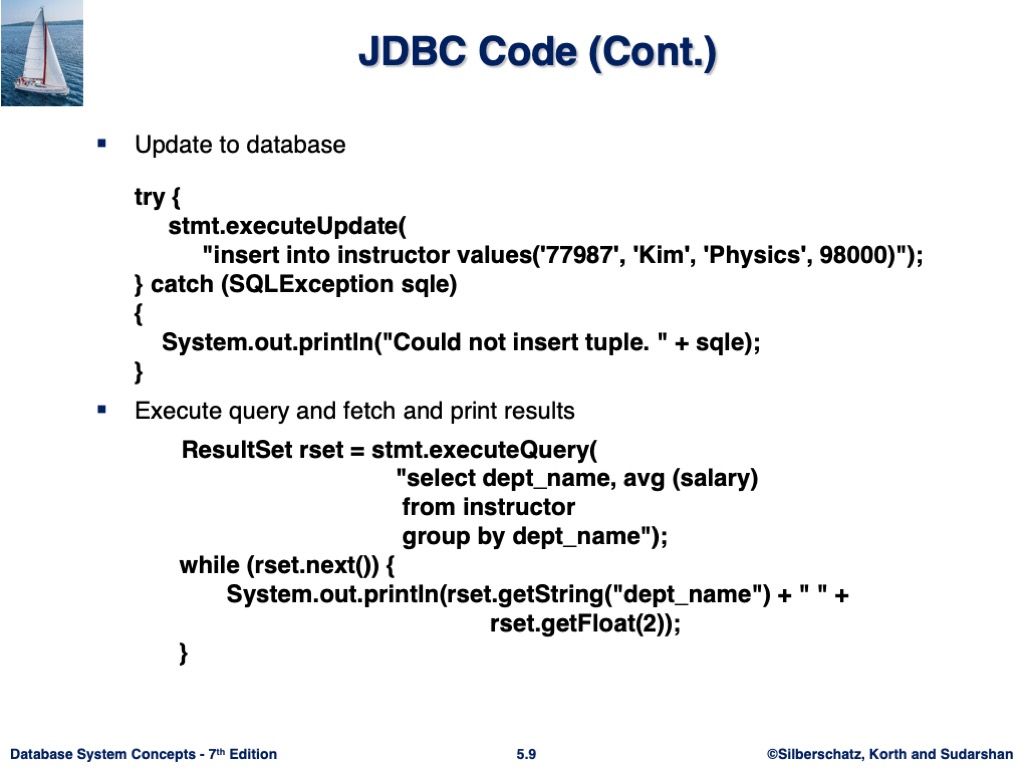 JDBC Code (Cont.)
▪ Update to database
try {
stmt.executeUpdate(
"insert into instructor values('77987', 'Kim', 'Physics', 98000)");
} catch (SQLException sqle)
{
System.out.println("Could not insert tuple. " + sqle);
}
▪ Execute query and fetch and print results
ResultSet rset = stmt.executeQuery(
"select dept_name, avg (salary)
from instructor
group by dept_name");
while (rset.next()) {
System.out.println(rset.getString("dept_name") + " " +
rset.getFloat(2));
}
Database System Concepts - 7th Edition 5.9 ©Silberschatz, Korth and Sudarshan